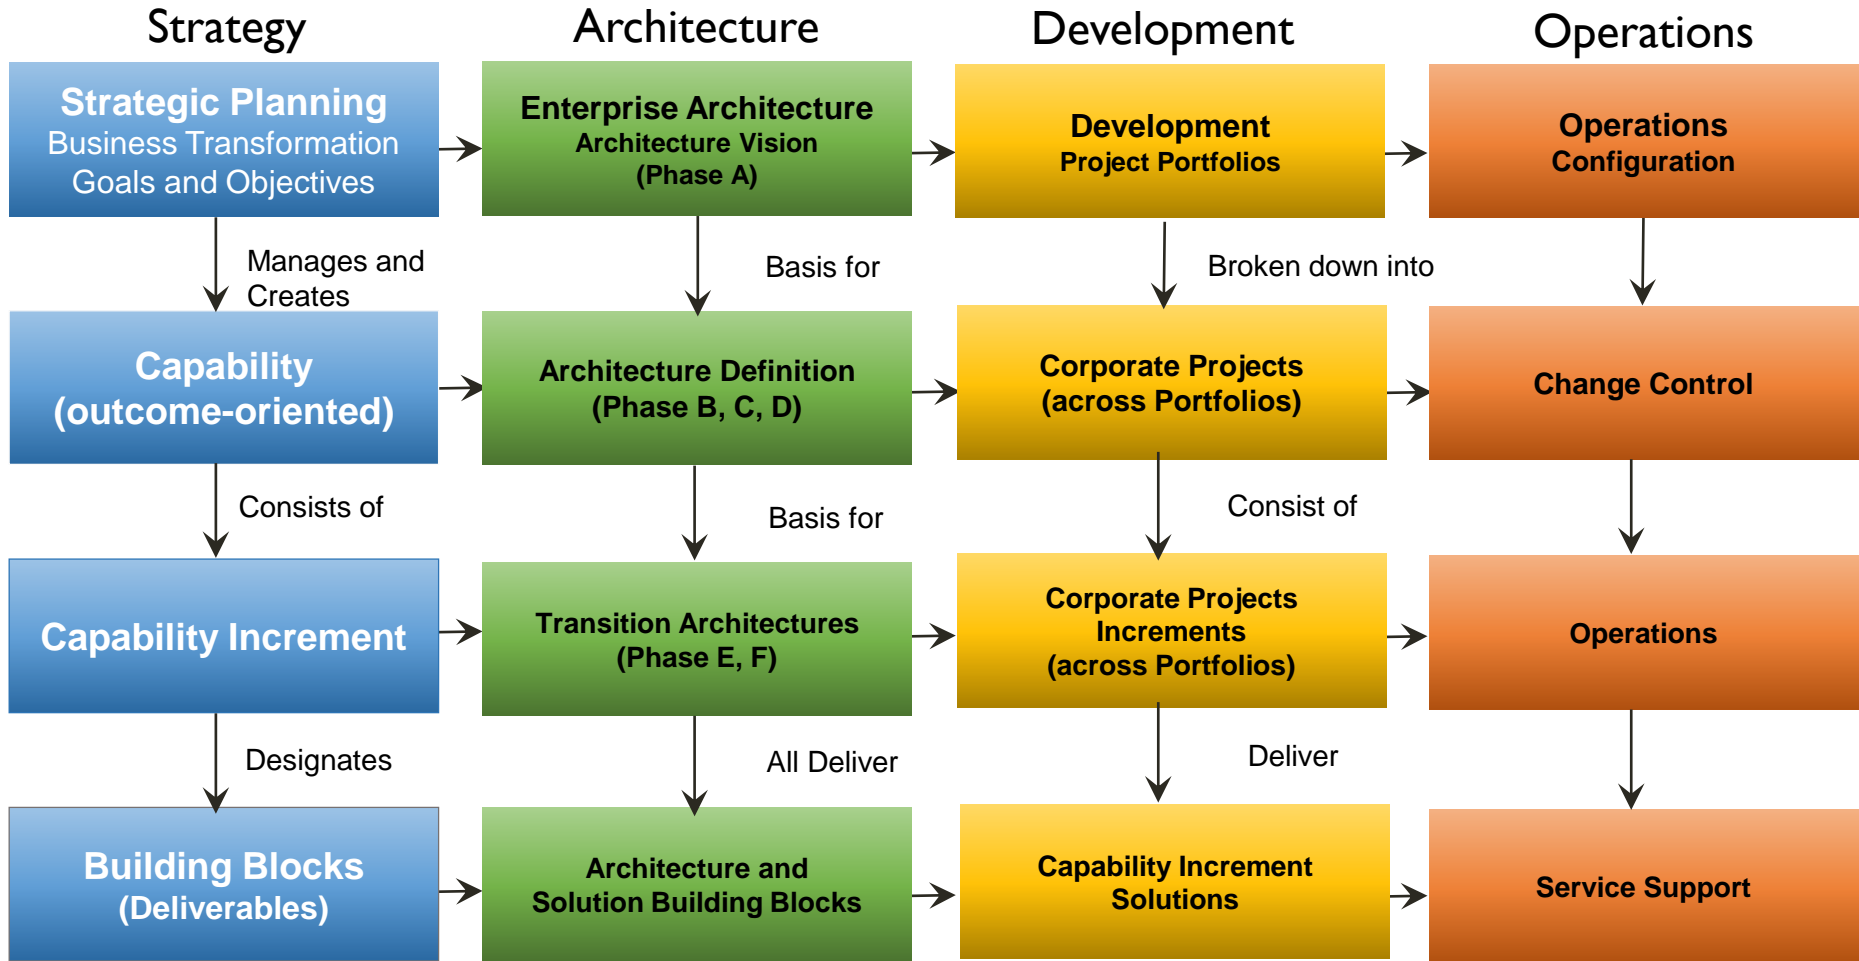 Strategy
Architecture
Development
Operations
Strategic Planning
Business Transformation
Goals and Objectives
Enterprise Architecture
Architecture Vision
(Phase A)
Development
Project Portfolios
Operations
Configuration
Manages and
Creates
Basis for
Broken down into
Capability
(outcome-oriented)
Architecture Definition
(Phase B, C, D)
Corporate Projects
(across Portfolios)
Change Control
Consists of
Basis for
Consist of
Capability Increment
Transition Architectures
(Phase E, F)
Corporate Projects
Increments
(across Portfolios)
Operations
Designates
All Deliver
Deliver
Building Blocks
(Deliverables)
Architecture and
Solution Building Blocks
Capability Increment
Solutions
Service Support